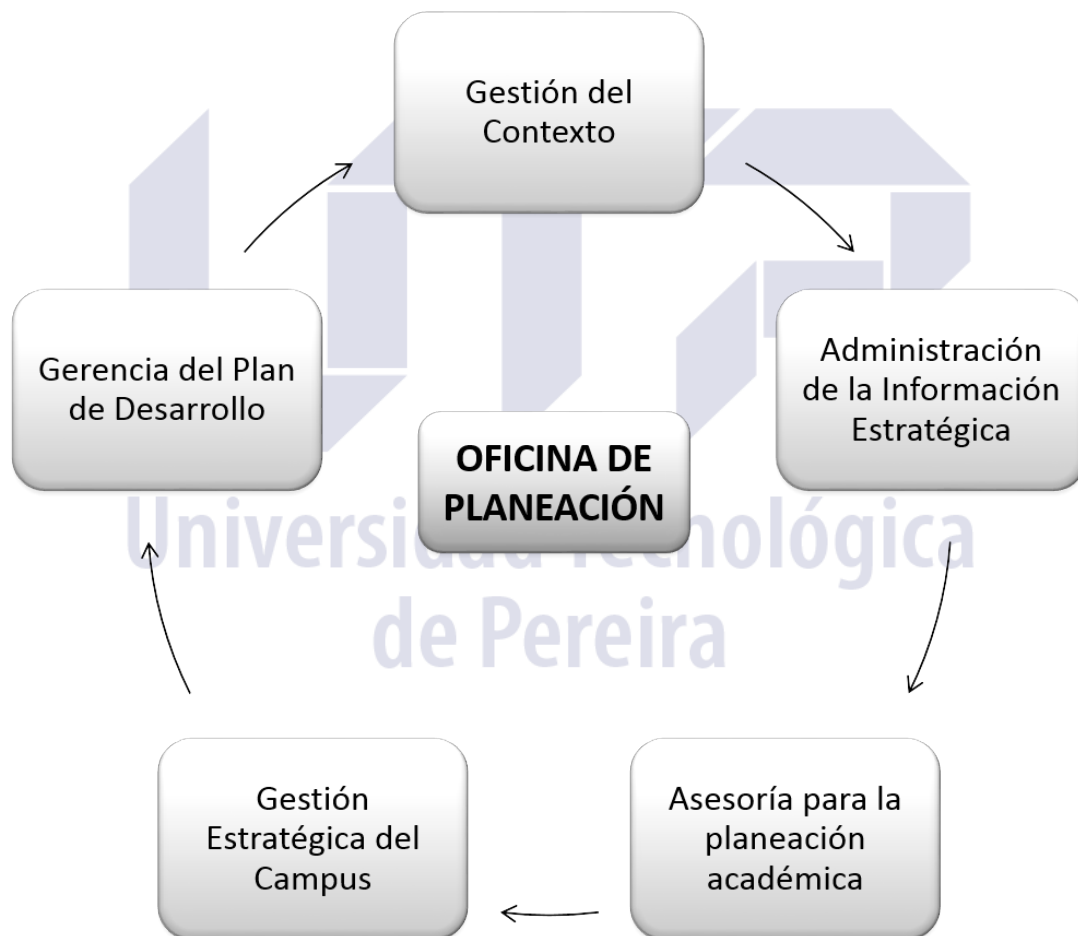 Gestión del
Contexto
Administración
de la Información
Estratégica
Gerencia del Plan
de Desarrollo
OFICINA DE
PLANEACIÓN
Universidad Tecnológica
de Pereira
Asesoría para la
planeación
académica
Gestión
Estratégica del
Campus